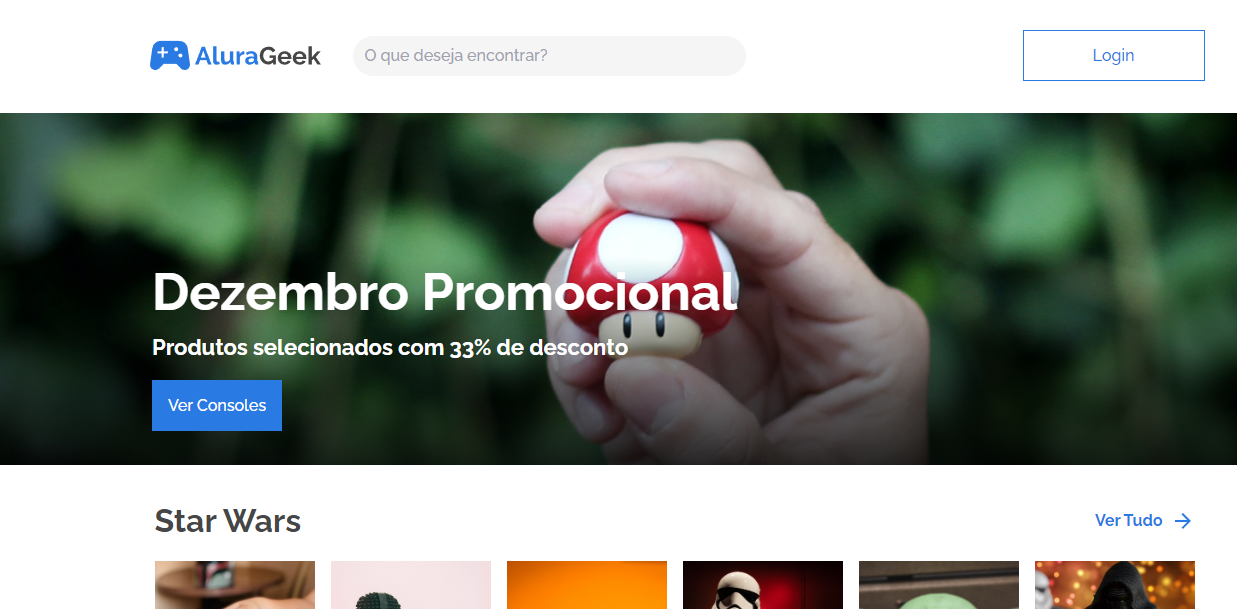 AluraGeek
O que deseja encontrar?
Login
Dezembro Promocional
Produtos selecionados com 33% de desconto
Ver Consoles
Star Wars
Ver Tudo